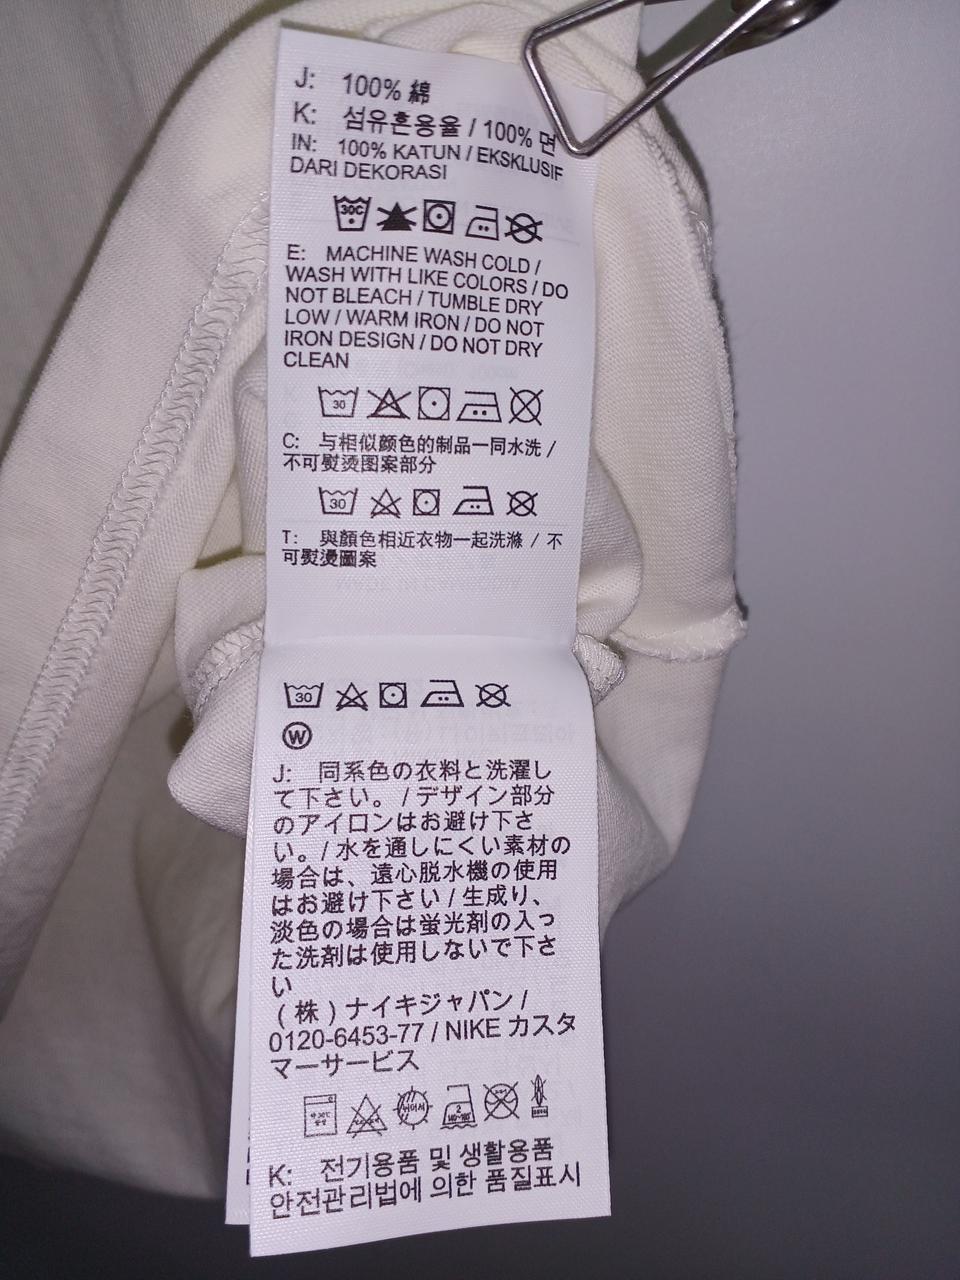 J: 100% 綿
K: 섬유혼용율 / 100% 면
IN: 100% KATUN / EKSKLUSIF
DARI DEKORASI
30C
E: MACHINE WASH COLD /
WASH WITH LIKE COLORS / DO
NOT BLEACH / TUMBLE DRY
LOW / WARM IRON / DO NOT
IRON DESIGN / DO NOT DRY
CLEAN
30
C: 与相似颜色的制品一同水洗 /
不可熨烫图案部分
30
T: 與顏色相近衣物一起洗滌 / 不
可熨燙圖案
30
W
J: 同系色の衣料と洗濯し
て下さい。 / デザイン部分
のアイロンはお避け下さ
い。/ 水を通しにくい素材の
場合は、遠心脱水機の使用
はお避け下さい / 生成り、
淡色の場合は蛍光剤の入っ
た洗剤は使用しないで下さ
い
(株) ナイキジャパン /
0120-6453-77 / NIKE カスタ
マーサービス
K: 전기용품 및 생활용품
안전관리법에 의한 품질표시